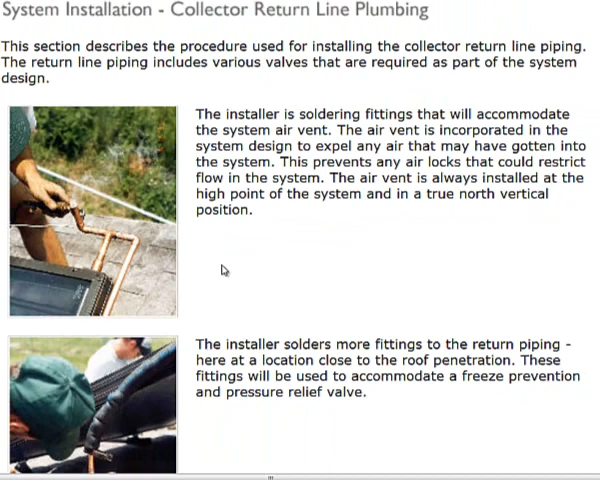 System Installation - Collector Return Line Plumbing
This section describes the procedure used for installing the collector return line piping.
The return line piping includes various valves that are required as part of the system
design.
The installer is soldering fittings that will accommodate
the system air vent. The air vent is incorporated in the
system design to expel any air that may have gotten into
the system. This prevents any air locks that could restrict
flow in the system. The air vent is always installed at the
high point of the system and in a true north vertical
position.
The installer solders more fittings to the return piping -
here at a location close to the roof penetration. These
fittings will be used to accommodate a freeze prevention
and pressure relief valve.